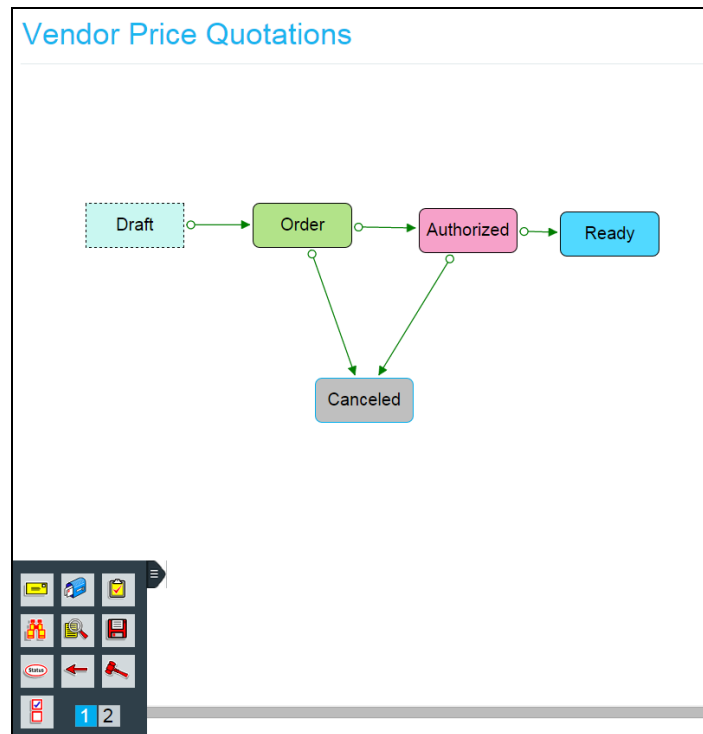 Vendor Price Quotations
Draft
Order
Authorized
Ready
Canceled
Status
1 2